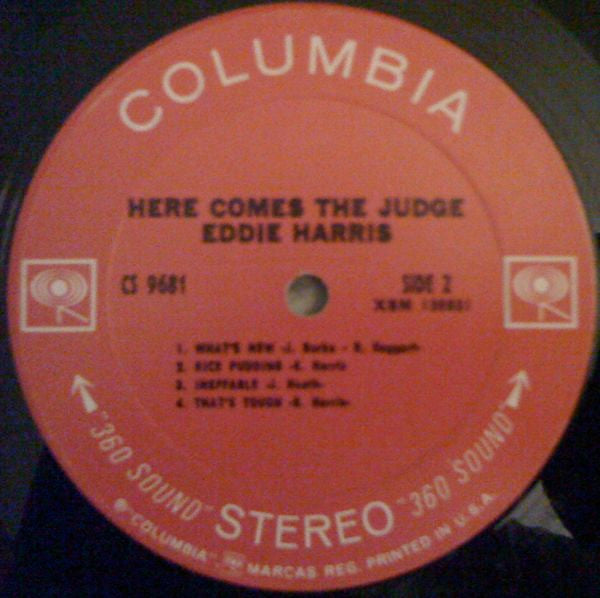 COLUMBIA
HERE COMES THE JUDGE
EDDIE HARRIS
CS 9681
SIDE 2
XSM
1. WHAT'S NEW -J. Burke - B. Haggart-
2. RICE PUDDING -E. Harris
3. INEFFABLE -J. Heath-
4. THAT'S TOUGH -E. Harris-
"360 SOUND" STEREO "360 SOUND"
℗ "COLUMBIA", MARCAS REG. PRINTED IN U.S.A.